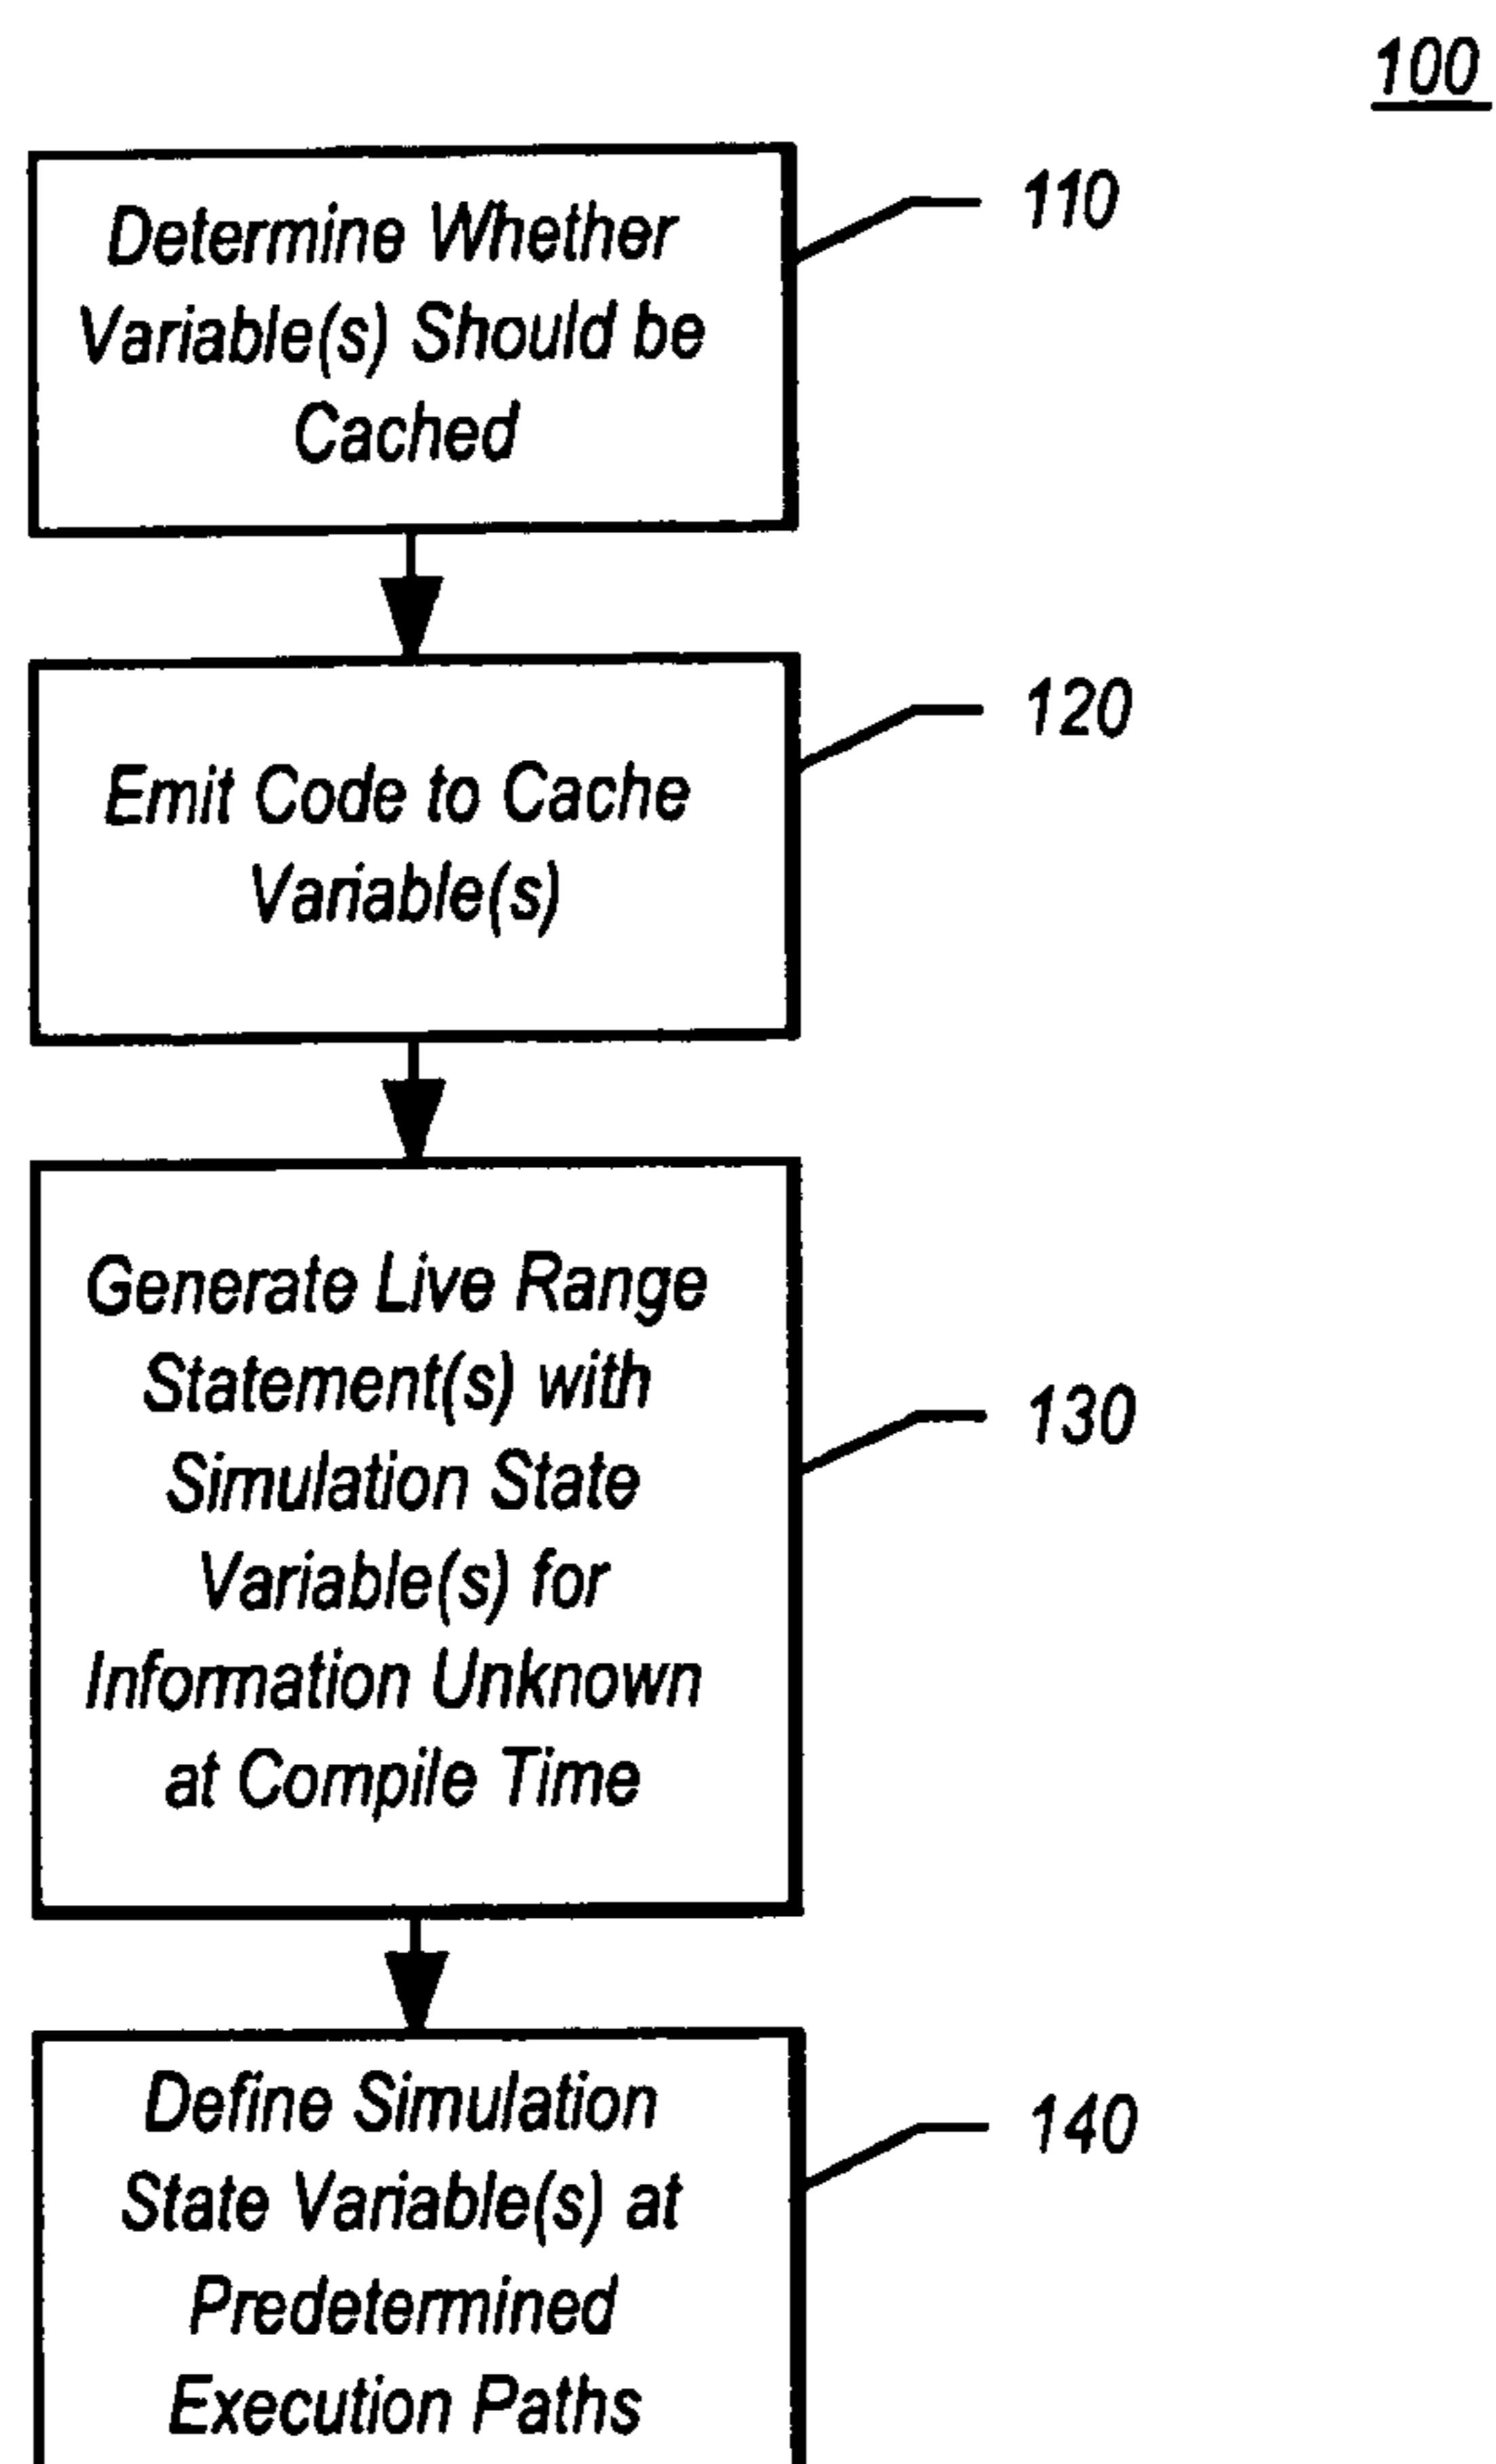 100
Determine Whether
Variable(s) Should be
Cached
110
Emit Code to Cache
Variable(s)
120
Generate Live Range
Statement(s) with
Simulation State
Variable(s) for
Information Unknown
at Compile Time
130
Define Simulation
State Variable(s) at
Predetermined
Execution Paths
140